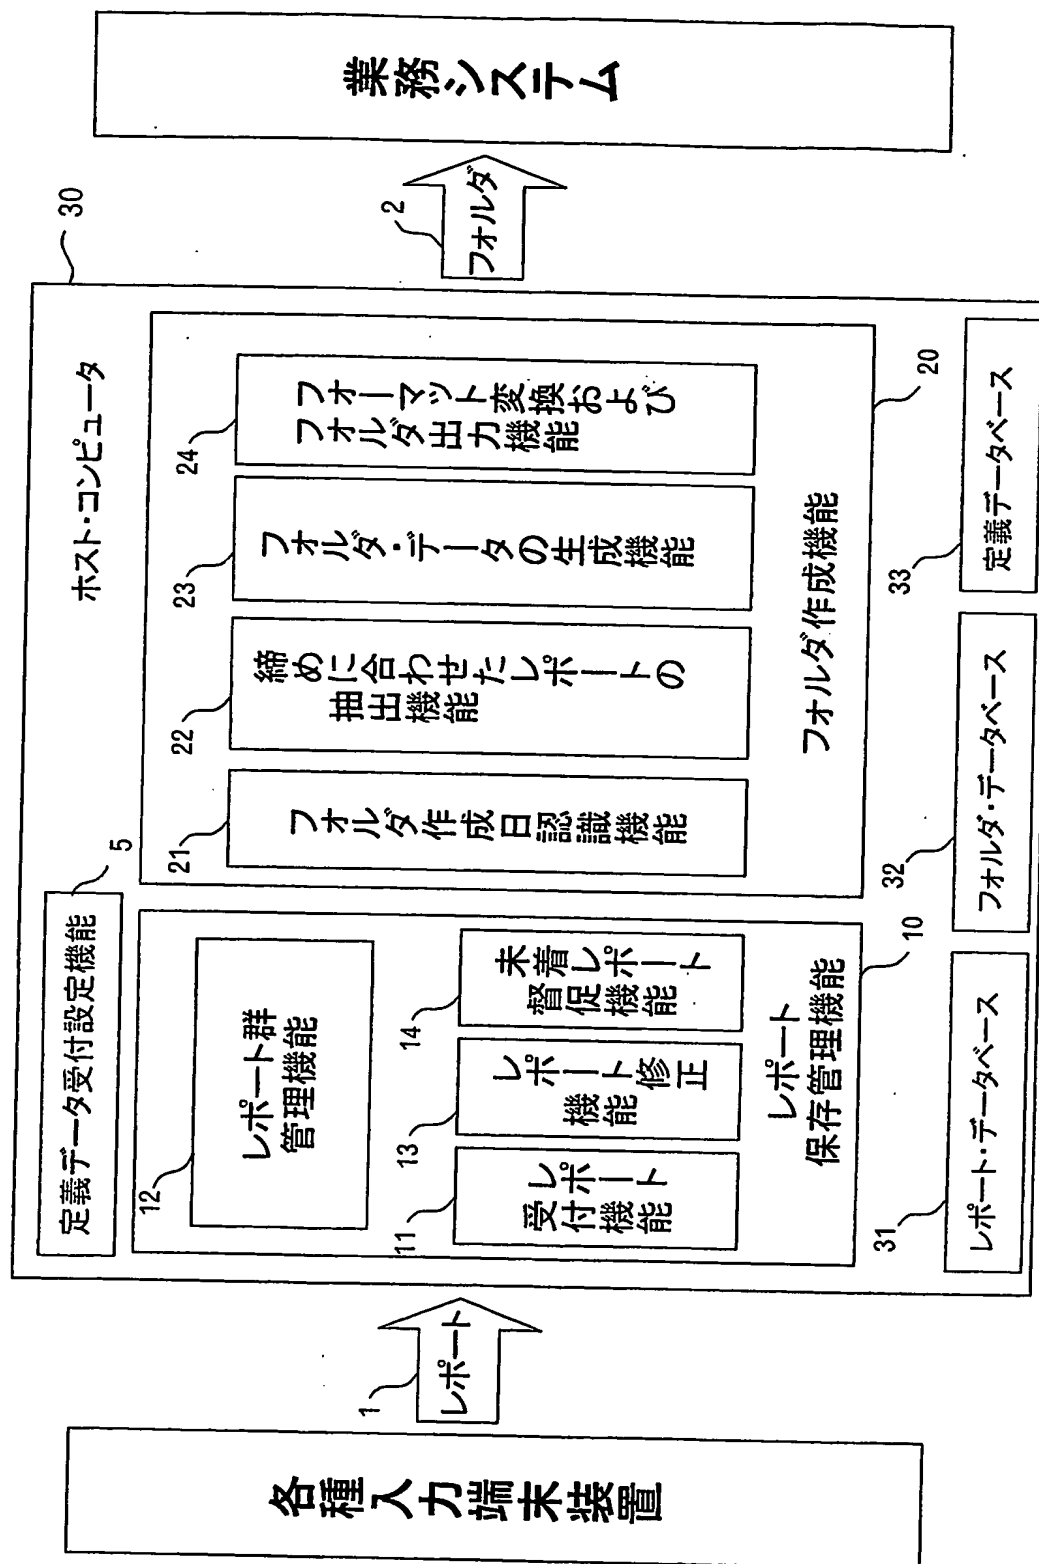 各種入力端末装置
1
レポート
ホスト・コンピュータ
30
定義データ受付設定機能
5
12
レポート群
管理機能
11
レポート
受付機能
13
レポート修正
機能
14
未着レポート
督促機能
レポート
保存管理機能
10
21
フォルダ作成日認識機能
22
締めに合わせたレポートの
抽出機能
23
フォルダ・データの生成機能
24
フォーマット変換および
フォルダ出力機能
フォルダ作成機能
20
31
レポート・データベース
32
フォルダ・データベース
33
定義データベース
2
フォルダ
業務システム